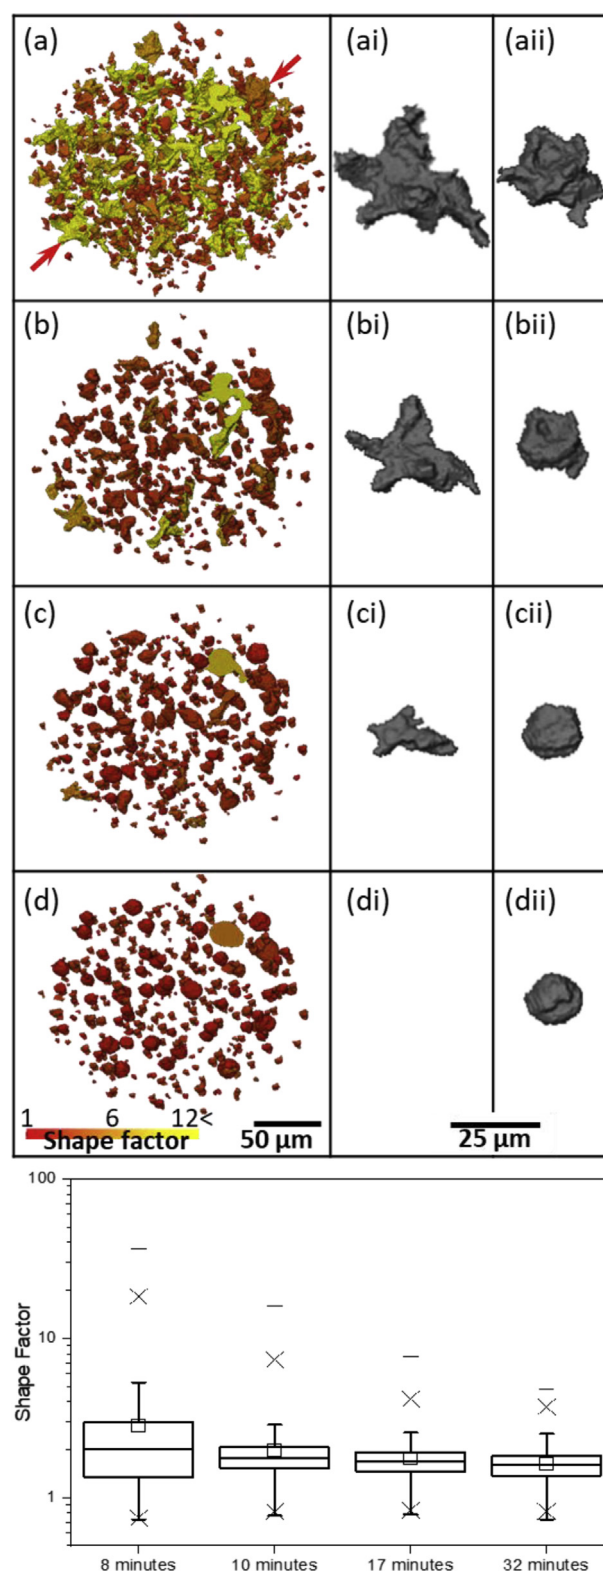 (a) (ai) (aii)
(b) (bi) (bii)
(c) (ci) (cii)
(d) (di) (dii)
1 6 12<
Shape factor 50 μm 25 μm
100
10
1
Shape Factor
8 minutes 10 minutes 17 minutes 32 minutes